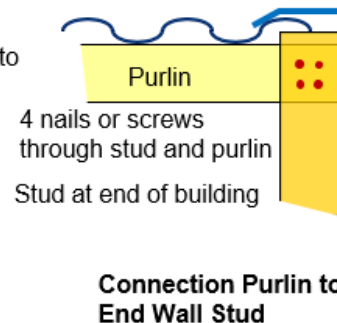 to
Purlin
4 nails or screws
through stud and purlin
Stud at end of building
Connection Purlin to
End Wall Stud